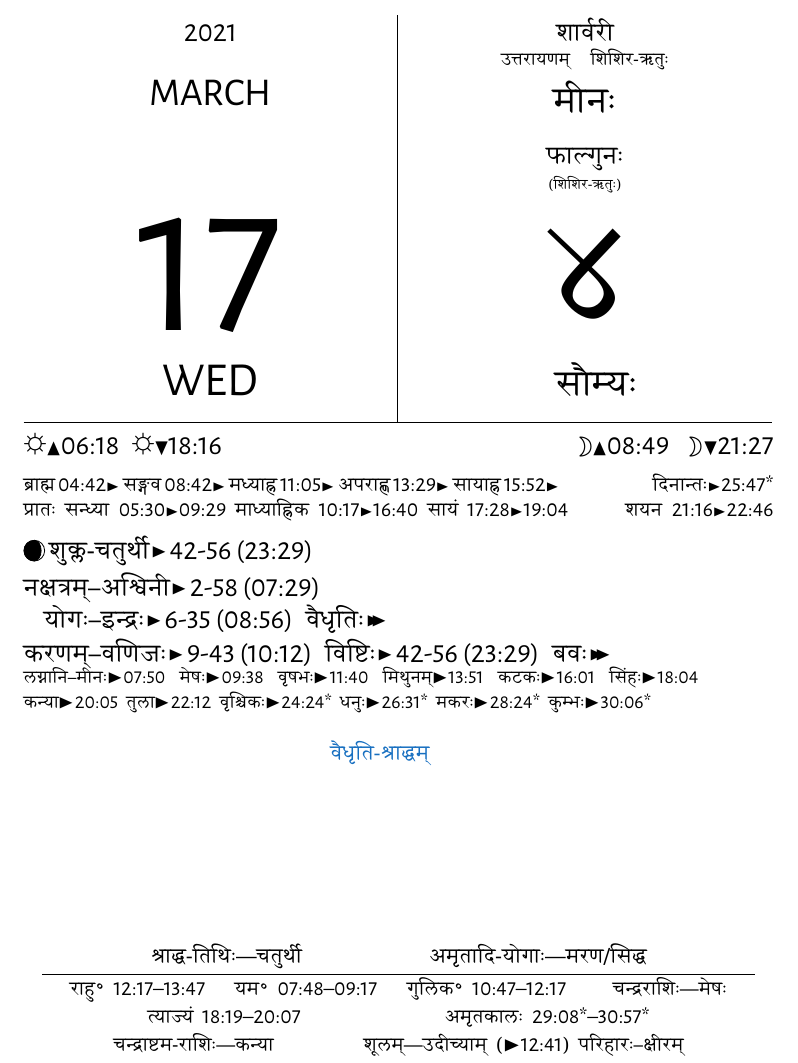 2021
MARCH
17
WED
शार्वरी
उत्तरायणम् शिशिर-ऋतुः
मीनः
फाल्गुनः
(शिशिर-ऋतुः)
४
सौम्यः
▲06:18 ▼18:16 ▲08:49 ▼21:27
ब्राह्म 04:42► सङ्गव 08:42► मध्याह्न 11:05► अपराह्ण 13:29► सायाह्न 15:52► दिनान्तः►25:47*
प्रातः सन्ध्या 05:30►09:29 माध्याह्निक 10:17►16:40 सायं 17:28►19:04 शयन 21:16►22:46
शुक्ल-चतुर्थी►42-56 (23:29)
नक्षत्रम्–अश्विनी►2-58 (07:29)
योगः–इन्द्रः►6-35 (08:56) वैधृतिः►►
करणम्–वणिजः►9-43 (10:12) विष्टिः►42-56 (23:29) बवः►►
लग्नानि–मीनः►07:50 मेषः►09:38 वृषभः►11:40 मिथुनम्►13:51 कटकः►16:01 सिंहः►18:04
कन्या►20:05 तुला►22:12 वृश्चिकः►24:24* धनुः►26:31* मकरः►28:24* कुम्भः►30:06*
वैधृति-श्राद्धम्
श्राद्ध-तिथिः—चतुर्थी अमृतादि-योगाः—मरण/सिद्ध
राहु° 12:17–13:47 यम° 07:48–09:17 गुलिक° 10:47–12:17 चन्द्रराशिः—मेषः
त्याज्यं 18:19–20:07 अमृतकालः 29:08*–30:57*
चन्द्राष्टम-राशिः—कन्या शूलम्—उदीच्याम् (►12:41) परिहारः–क्षीरम्